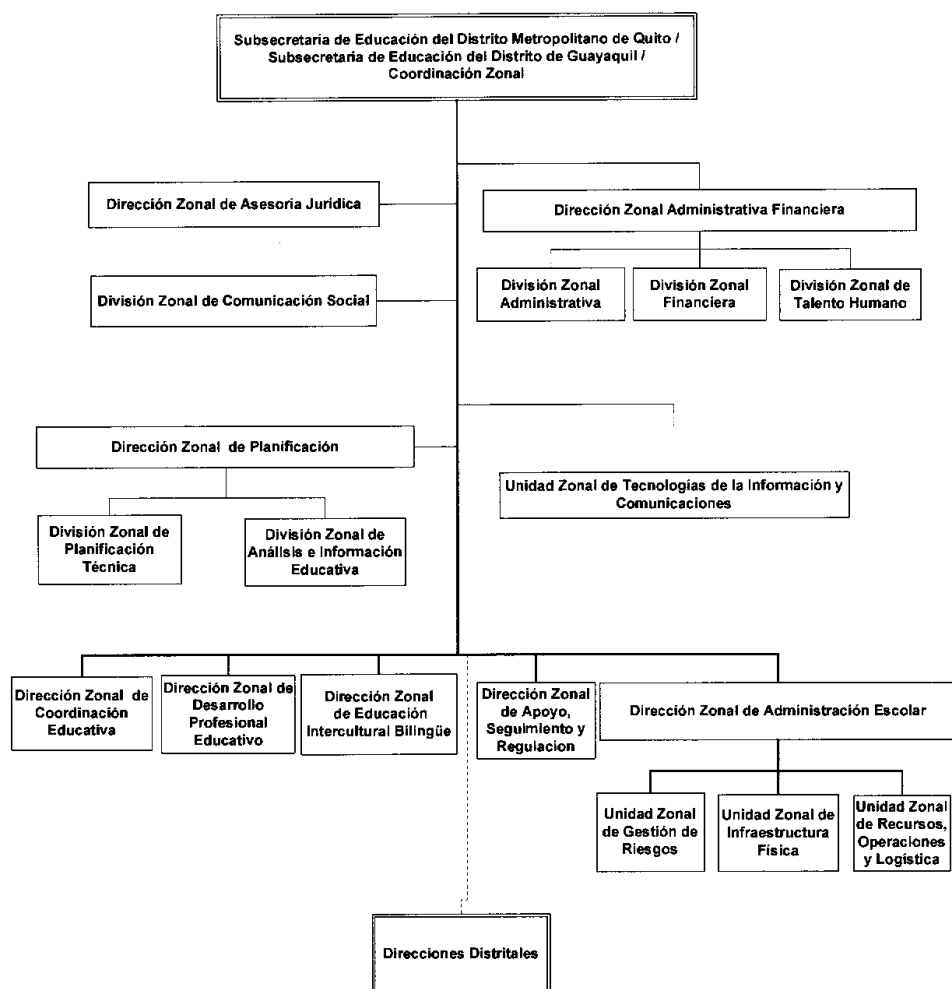 Subsecretaría de Educación del Distrito Metropolitano de Quito /
Subsecretaría de Educación del Distrito de Guayaquil /
Coordinación Zonal
Dirección Zonal de Asesoría Jurídica
Dirección Zonal Administrativa Financiera
División Zonal
Administrativa
División Zonal
Financiera
División Zonal de
Talento Humano
División Zonal de Comunicación Social
Dirección Zonal de Planificación
Unidad Zonal de Tecnologías de la Información y
Comunicaciones
División Zonal de
Planificación
Técnica
División Zonal de
Análisis e Información
Educativa
Dirección Zonal de
Coordinación
Educativa
Dirección Zonal de
Desarrollo
Profesional
Educativo
Dirección Zonal
de Educación
Intercultural Bilingüe
Dirección Zonal
de Apoyo,
Seguimiento y
Regulacion
Dirección Zonal de Administración Escolar
Unidad Zonal
de Gestión de
Riesgos
Unidad Zonal de
Infraestructura
Física
Unidad Zonal
de Recursos,
Operaciones
y Logística
Direcciones Distritales